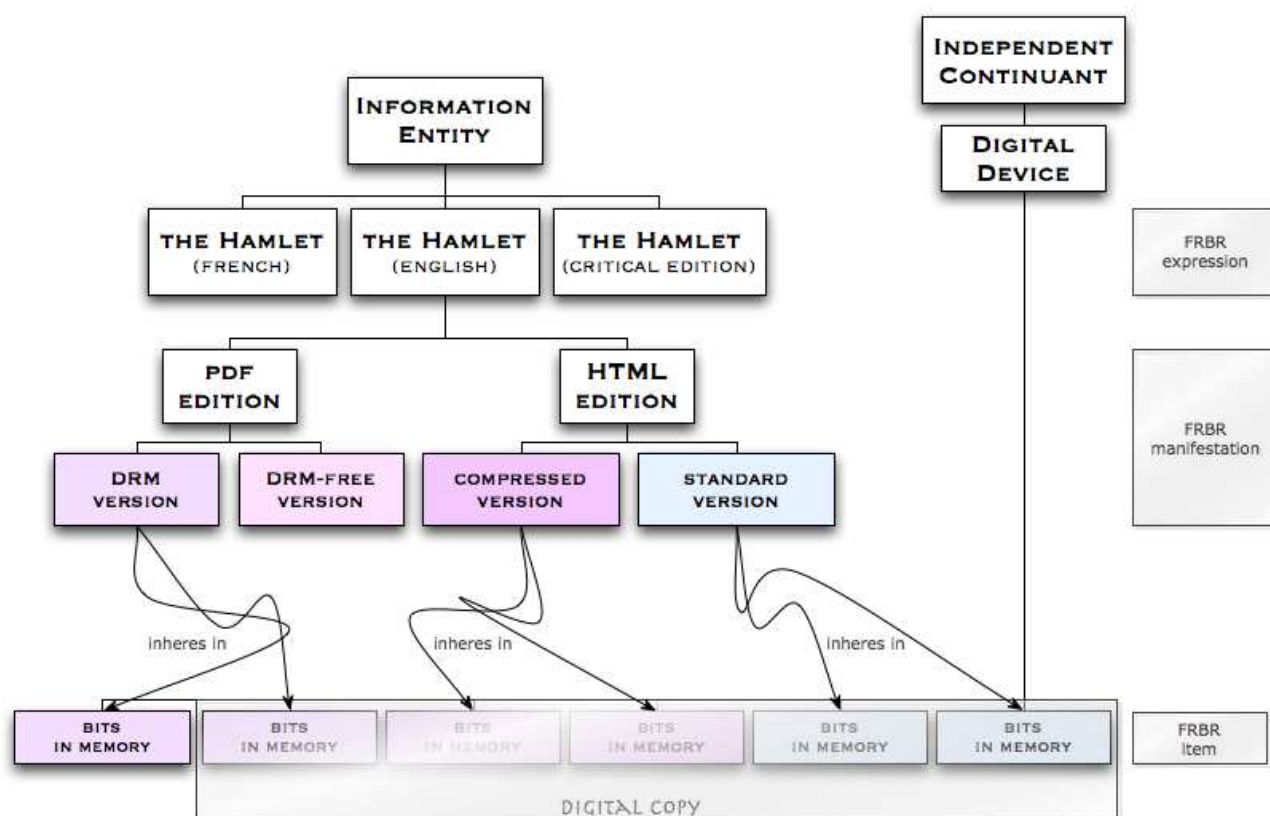 INDEPENDENT
CONTINUANT
INFORMATION
ENTITY
DIGITAL
DEVICE
THE HAMLET
(FRENCH)
THE HAMLET
(ENGLISH)
THE HAMLET
(CRITICAL EDITION)
FRBR
expression
PDF
EDITION
HTML
EDITION
FRBR
manifestation
DRM
VERSION
DRM-FREE
VERSION
COMPRESSED
VERSION
STANDARD
VERSION
inheres in
inheres in
inheres in
BITS
IN MEMORY
BITS
IN MEMORY
BITS
IN MEMORY
BITS
IN MEMORY
BITS
IN MEMORY
BITS
IN MEMORY
FRBR
item
DIGITAL COPY